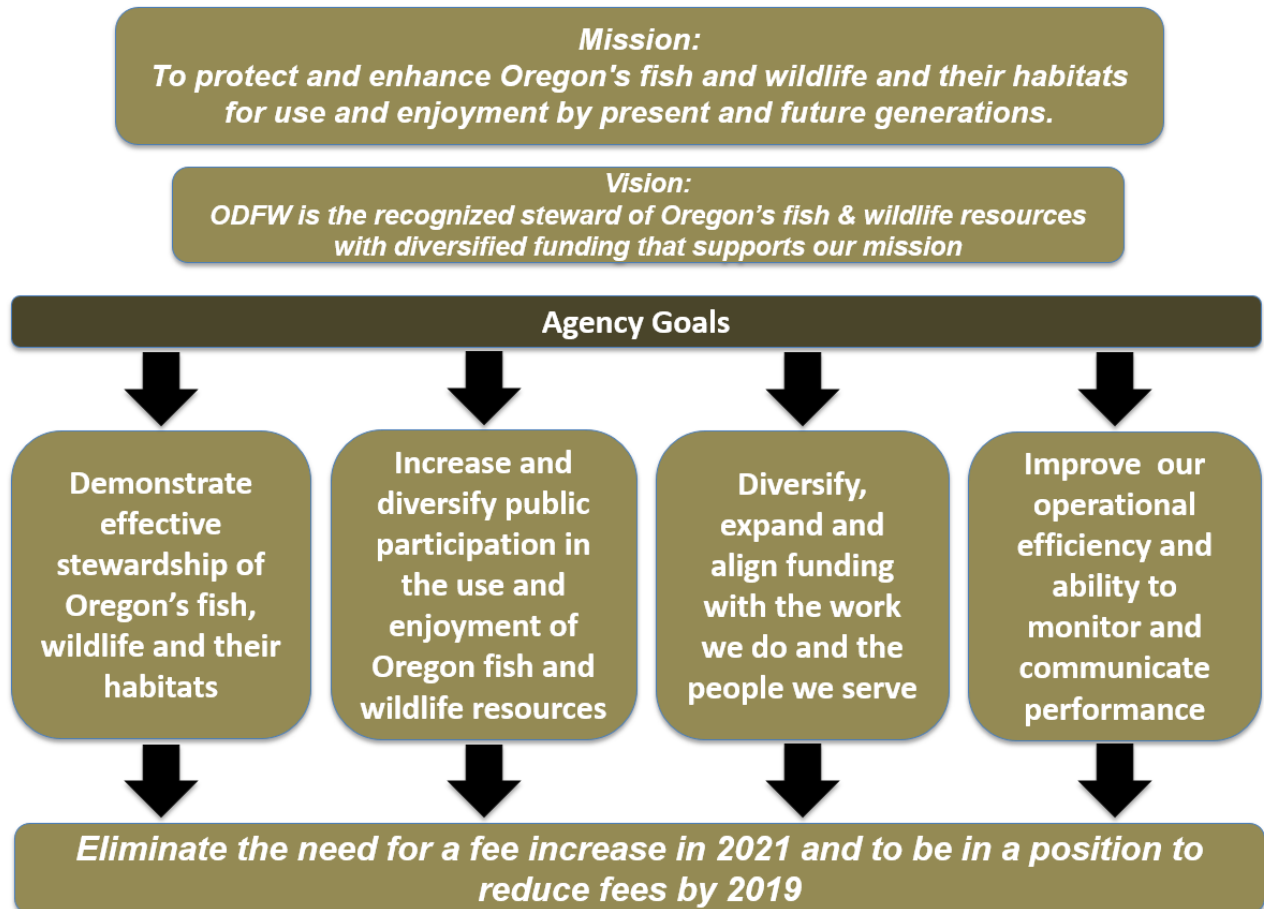 Mission:
To protect and enhance Oregon's fish and wildlife and their habitats
for use and enjoyment by present and future generations.
Vision:
ODFW is the recognized steward of Oregon’s fish & wildlife resources
with diversified funding that supports our mission
Agency Goals
Demonstrate
effective
stewardship of
Oregon’s fish,
wildlife and their
habitats
Increase and
diversify public
participation in
the use and
enjoyment of
Oregon fish and
wildlife resources
Diversify,
expand and
align funding
with the work
we do and the
people we serve
Improve our
operational
efficiency and
ability to
monitor and
communicate
performance
Eliminate the need for a fee increase in 2021 and to be in a position to
reduce fees by 2019